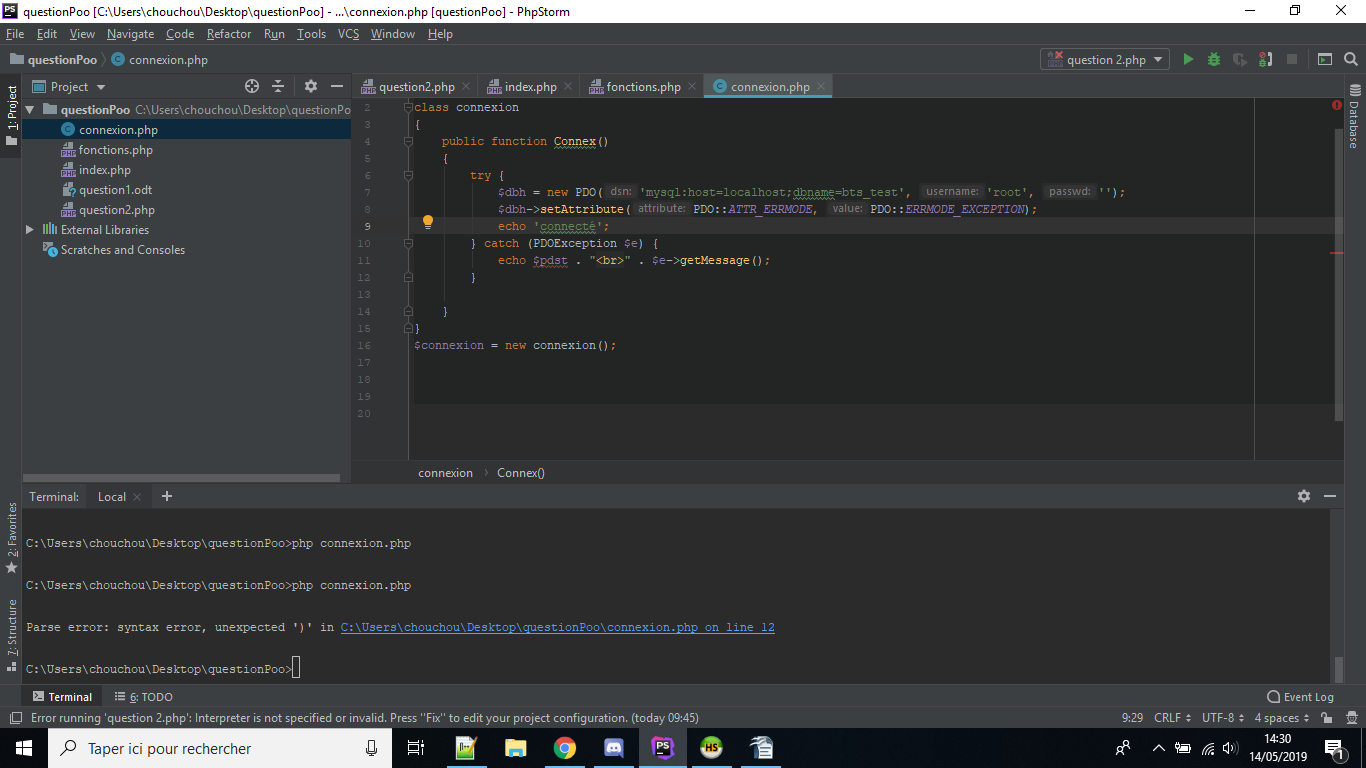 questionPoo [C:\Users\chouchou\Desktop\questionPoo] - ...\connexion.php [questionPoo] - PhpStorm
File Edit View Navigate Code Refactor Run Tools VCS Window Help
questionPoo connexion.php question 2.php
Project
question2.php index.php fonctions.php connexion.php
1: Project
questionPoo C:\Users\chouchou\Desktop\questionPo
connexion.php
fonctions.php
index.php
question1.odt
question2.php
External Libraries
Scratches and Consoles
Database
2 class connexion
3 {
4 public function Connex()
5 {
6 try {
7 $dbh = new PDO( dsn: 'mysql:host=localhost;dbname=bts_test', username: 'root', passwd: '');
8 $dbh->setAttribute( attribute: PDO::ATTR_ERRMODE, value: PDO::ERRMODE_EXCEPTION);
9 echo 'connecté';
10 } catch (PDOException $e) {
11 echo $pdst . "<br>" . $e->getMessage();
12 }
13
14 }
15 }
16 $connexion = new connexion();
17
18
19
20
connexion Connex()
Terminal: Local
2: Favorites
7: Structure
C:\Users\chouchou\Desktop\questionPoo>php connexion.php
C:\Users\chouchou\Desktop\questionPoo>php connexion.php
Parse error: syntax error, unexpected ')' in C:\Users\chouchou\Desktop\questionPoo\connexion.php on line 12
C:\Users\chouchou\Desktop\questionPoo>
Terminal 6: TODO Event Log
Error running 'question 2.php': Interpreter is not specified or invalid. Press "Fix" to edit your project configuration. (today 09:45) 9:29 CRLF UTF-8 4 spaces
Taper ici pour rechercher
PS
HS
14:30
14/05/2019
1